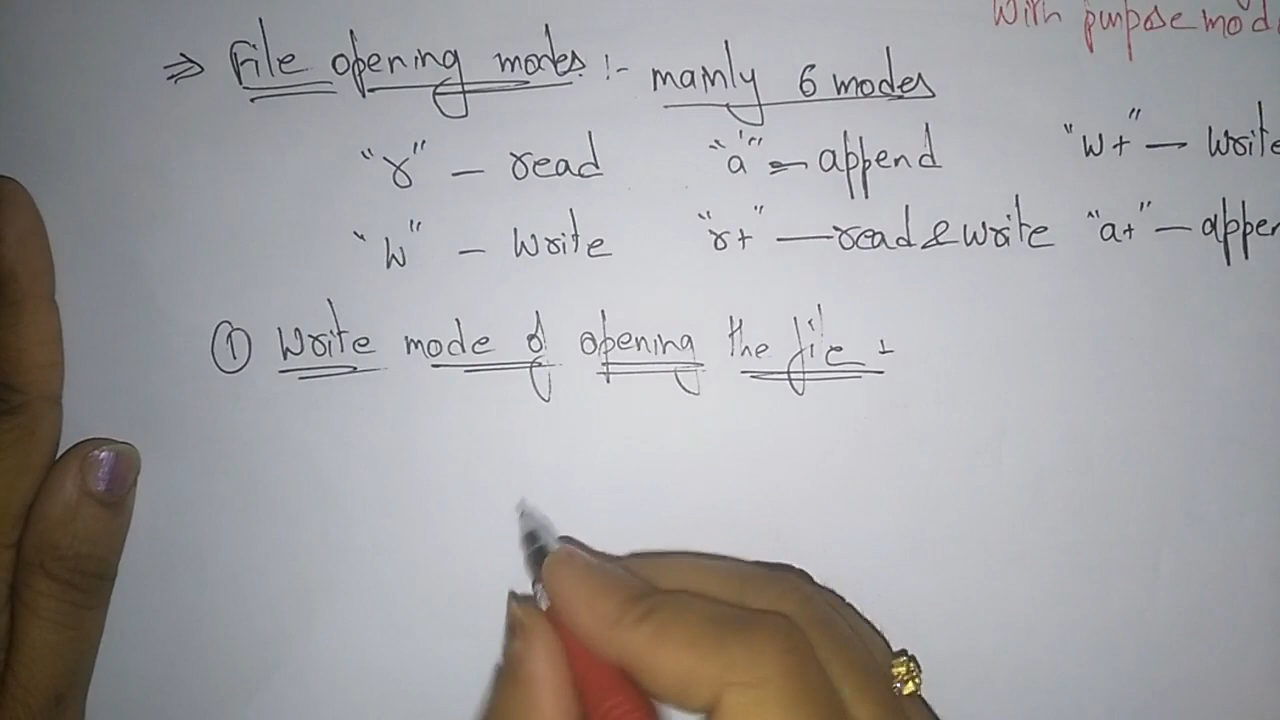 With purpose mod
⇒ File opening modes :- mainly 6 modes
"r" — read "a" — append "w+" — write
"w" — write "r+" — read & write "a+" — appen
① Write mode of opening the file :-